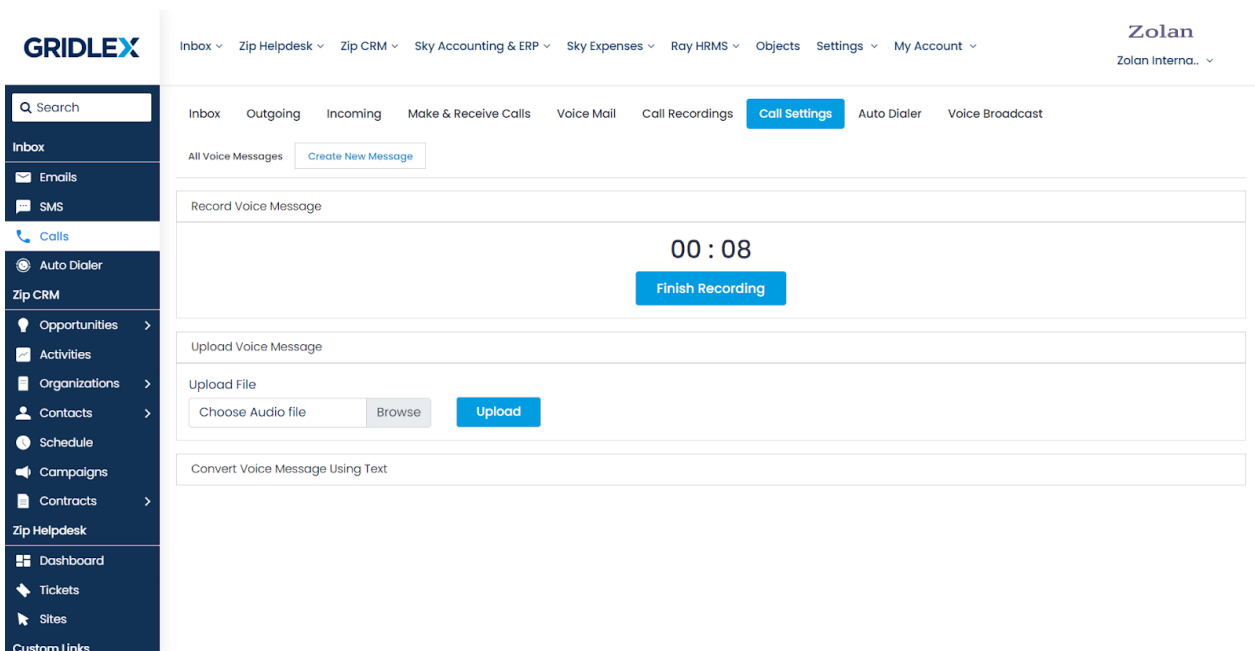 GRIDLEX
Inbox Zip Helpdesk Zip CRM Sky Accounting & ERP Sky Expenses Ray HRMS Objects Settings My Account
Zolan
Zolan Interna..
Search
Inbox
Emails
SMS
Calls
Auto Dialer
Zip CRM
Opportunities
Activities
Organizations
Contacts
Schedule
Campaigns
Contracts
Zip Helpdesk
Dashboard
Tickets
Sites
Custom Links
Inbox Outgoing Incoming Make & Receive Calls Voice Mail Call Recordings Call Settings Auto Dialer Voice Broadcast
All Voice Messages Create New Message
Record Voice Message
00 : 08
Finish Recording
Upload Voice Message
Upload File
Choose Audio file Browse Upload
Convert Voice Message Using Text